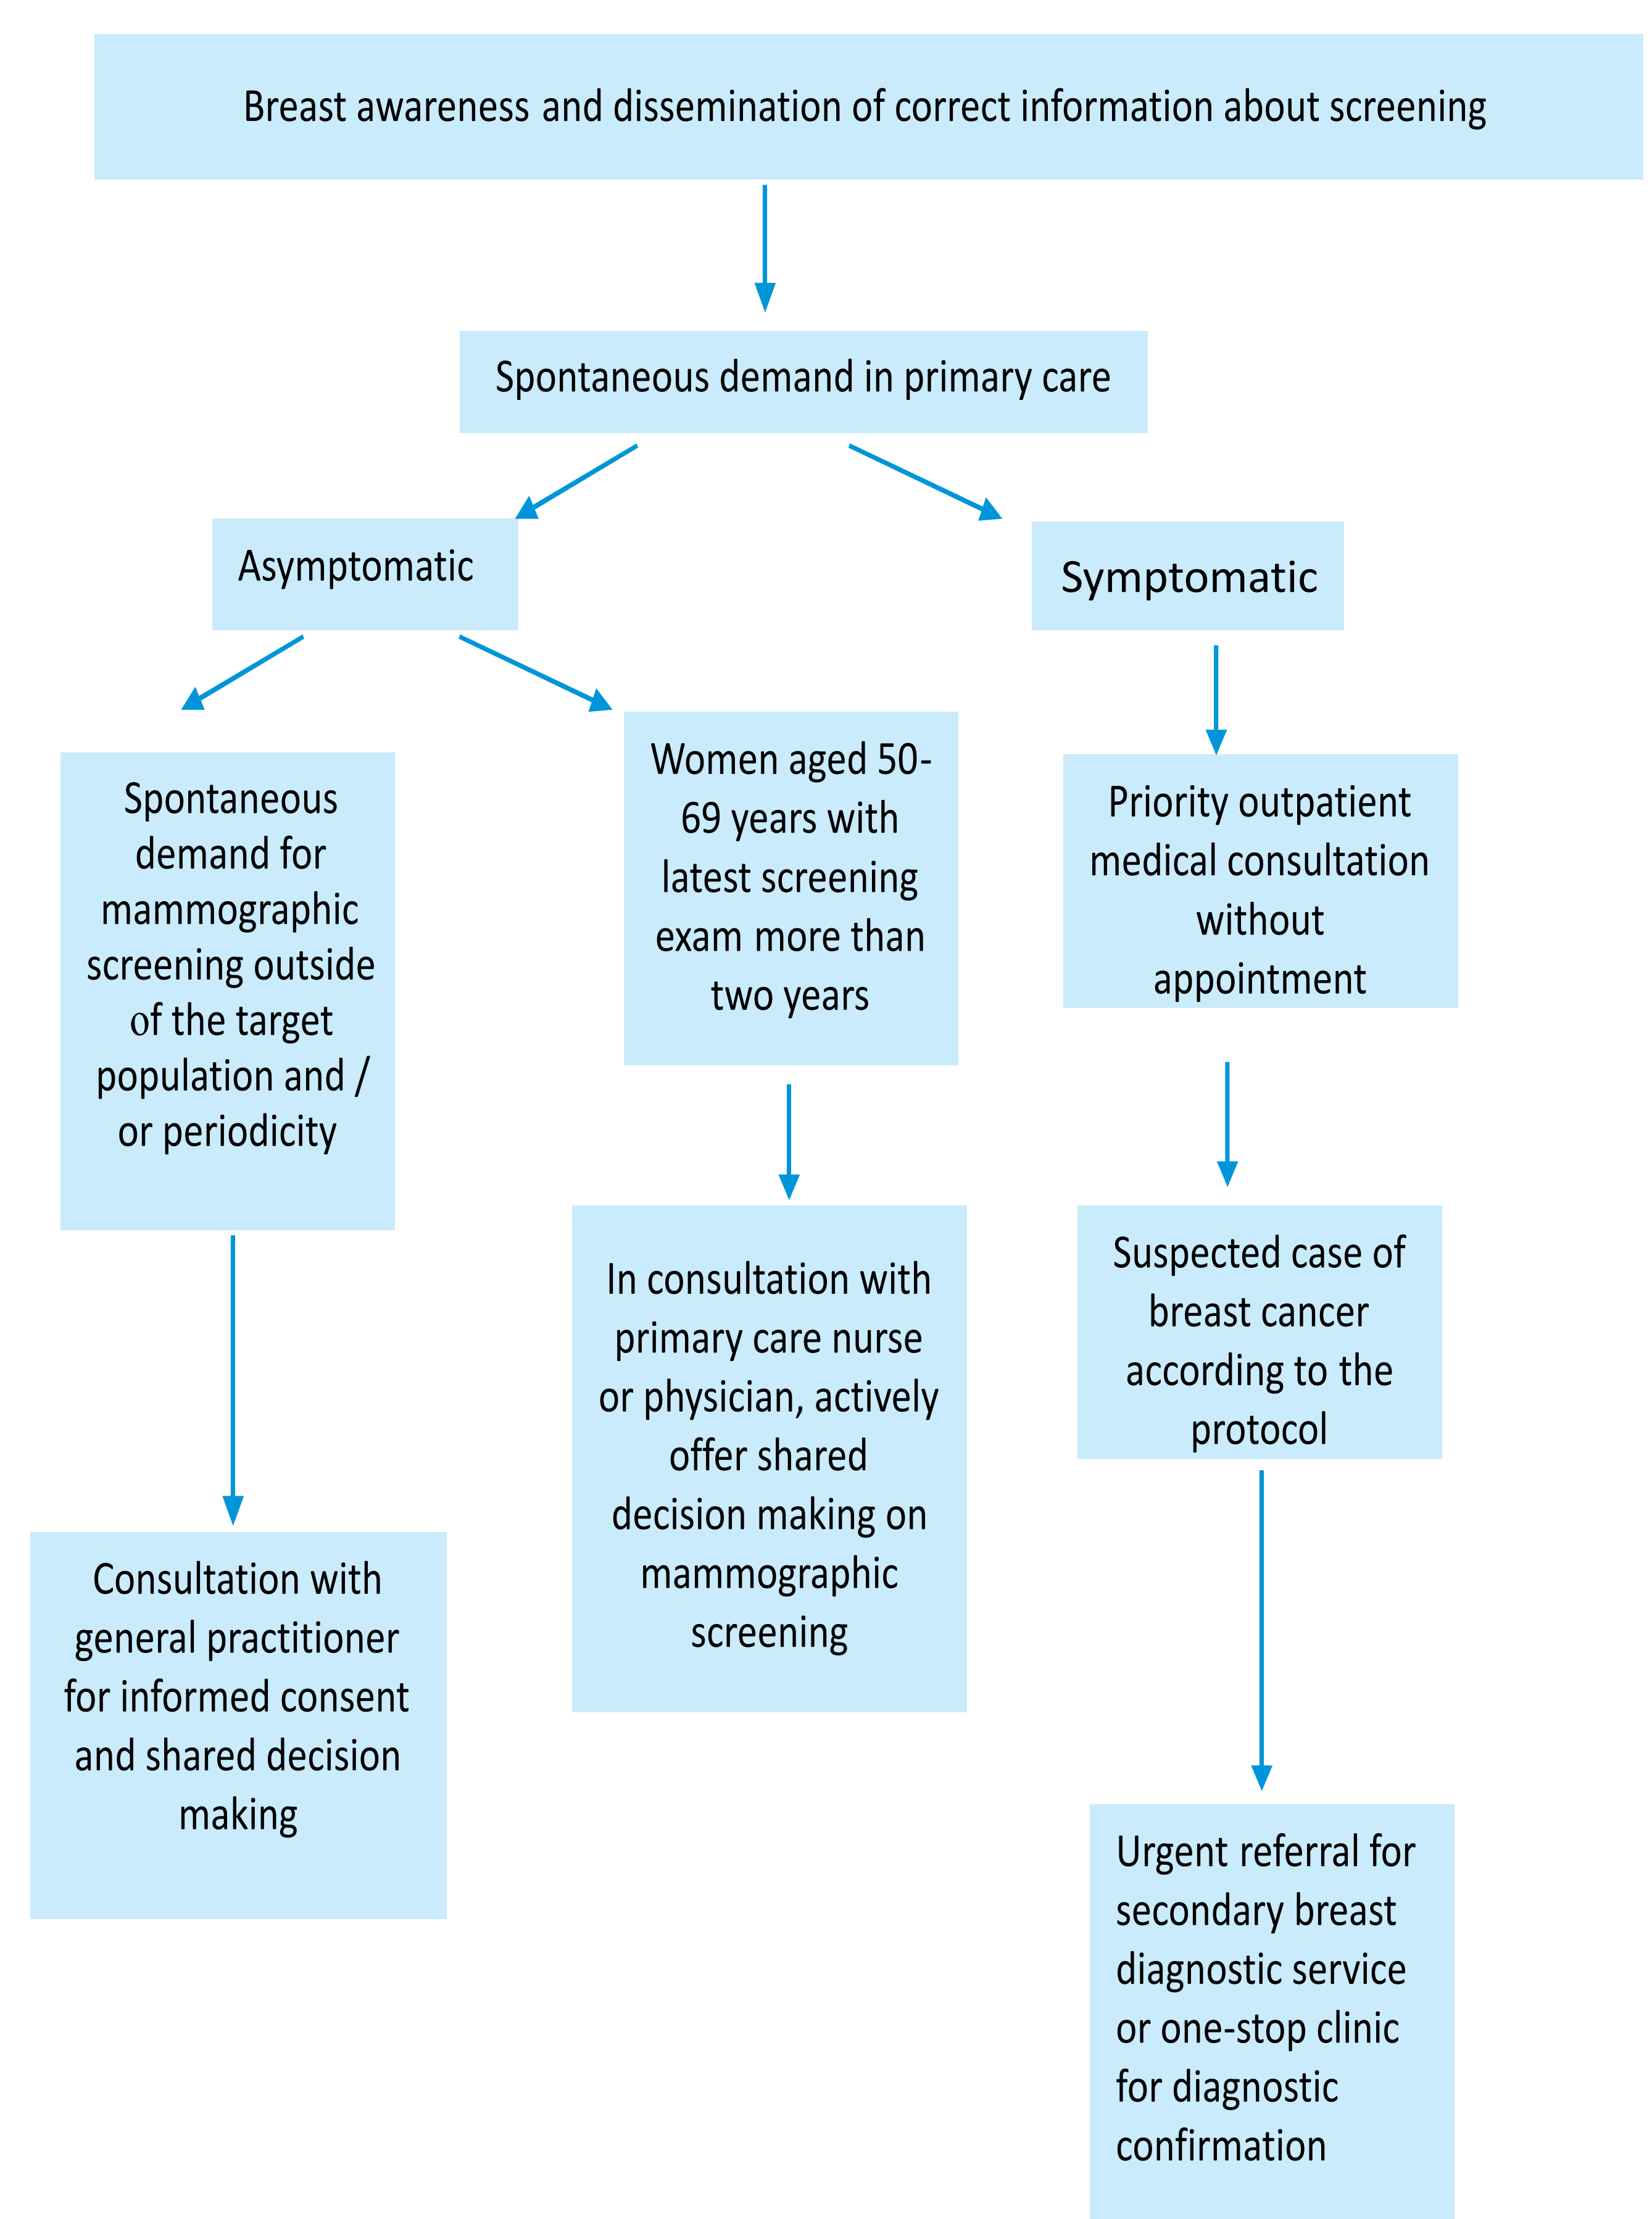 Breast awareness and dissemination of correct information about screening
Spontaneous demand in primary care
Asymptomatic
Symptomatic
Spontaneous
demand for
mammographic
screening outside
of the target
population and /
or periodicity
Women aged 50-
69 years with
latest screening
exam more than
two years
Priority outpatient
medical consultation
without
appointment
In consultation with
primary care nurse
or physician, actively
offer shared
decision making on
mammographic
screening
Suspected case of
breast cancer
according to the
protocol
Consultation with
general practitioner
for informed consent
and shared decision
making
Urgent referral for
secondary breast
diagnostic service
or one-stop clinic
for diagnostic
confirmation